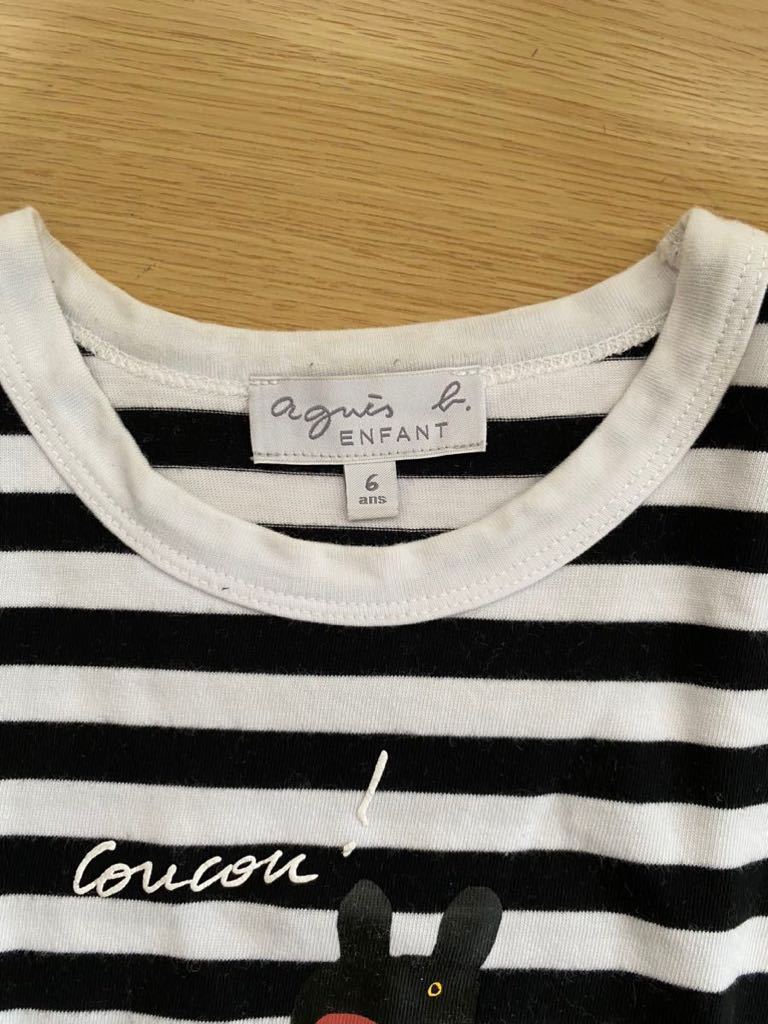 agnès b.
ENFANT
6
ans
Coucou!